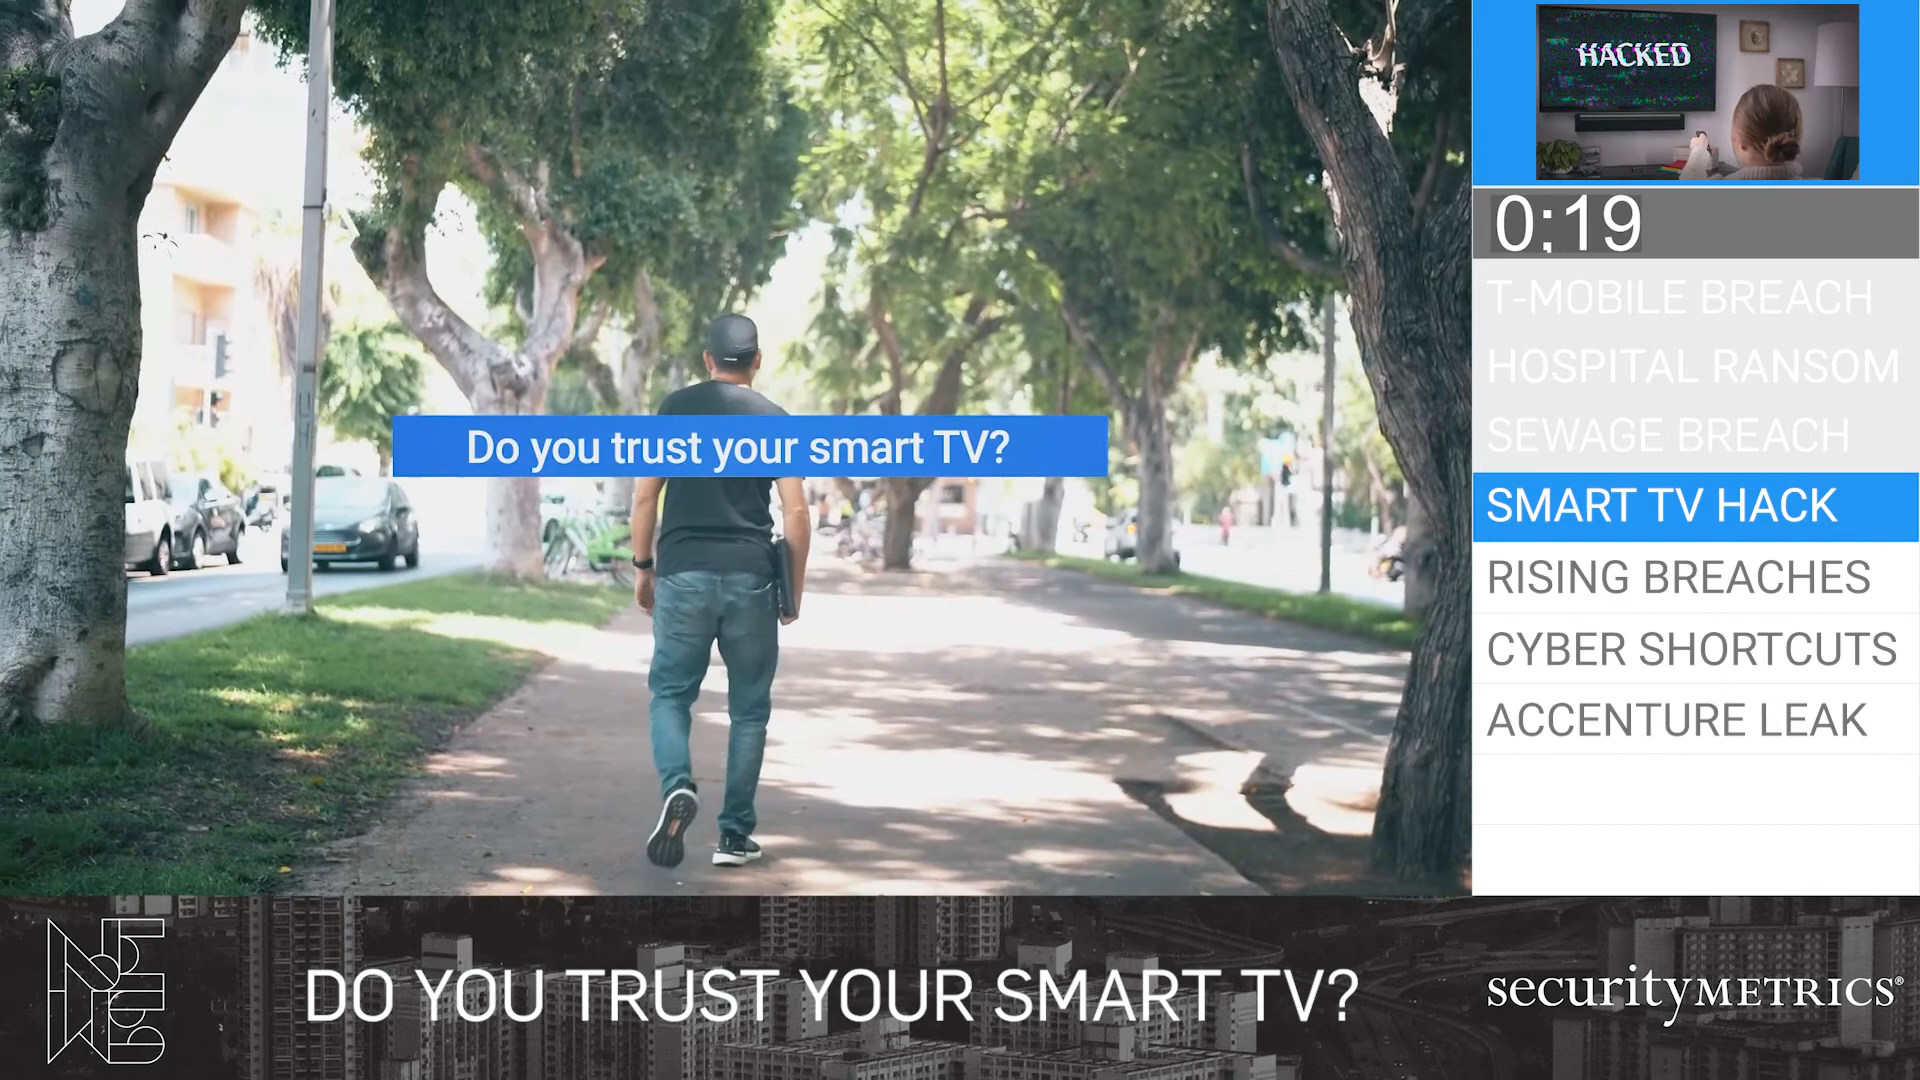 HACKED
0;19
T-MOBILE BREACH
HOSPITAL RANSOM
SEWAGE BREACH
SMART TV HACK
RISING BREACHES
CYBER SHORTCUTS
ACCENTURE LEAK
Do you trust your smart TV?
DO YOU TRUST YOUR SMART TV?
securityMETRICS®